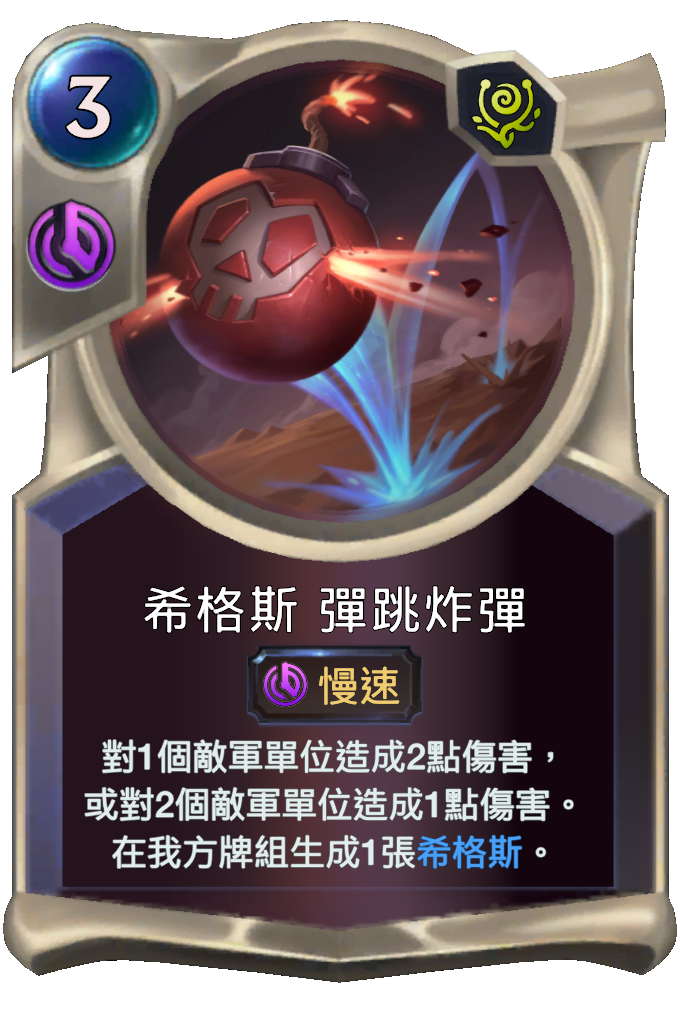 3
希格斯 彈跳炸彈
慢速
對1個敵軍單位造成2點傷害，
或對2個敵軍單位造成1點傷害。
在我方牌組生成1張希格斯。